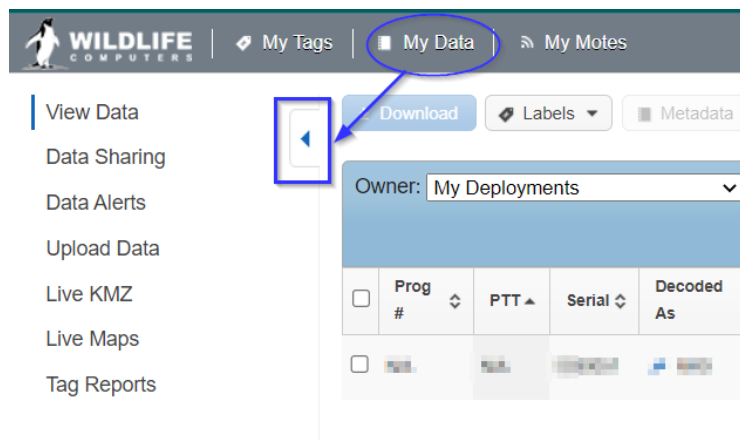 WILDLIFE
COMPUTERS
My Tags
My Data
My Motes
View Data
Data Sharing
Data Alerts
Upload Data
Live KMZ
Live Maps
Tag Reports
Download
Labels
Metadata
Owner: My Deployments
Prog
#
PTT
Serial
Decoded
As